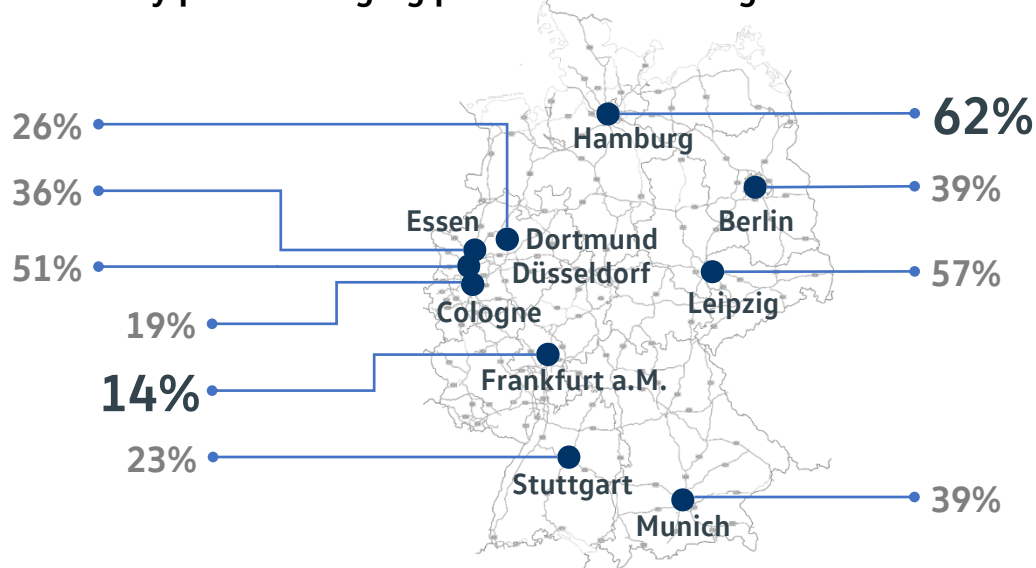 62%
26%
Hamburg
36%
39%
Essen
Berlin
Dortmund
51%
Düsseldorf
57%
Leipzig
Cologne
19%
Frankfurt a.M.
14%
23%
Stuttgart
39%
Munich